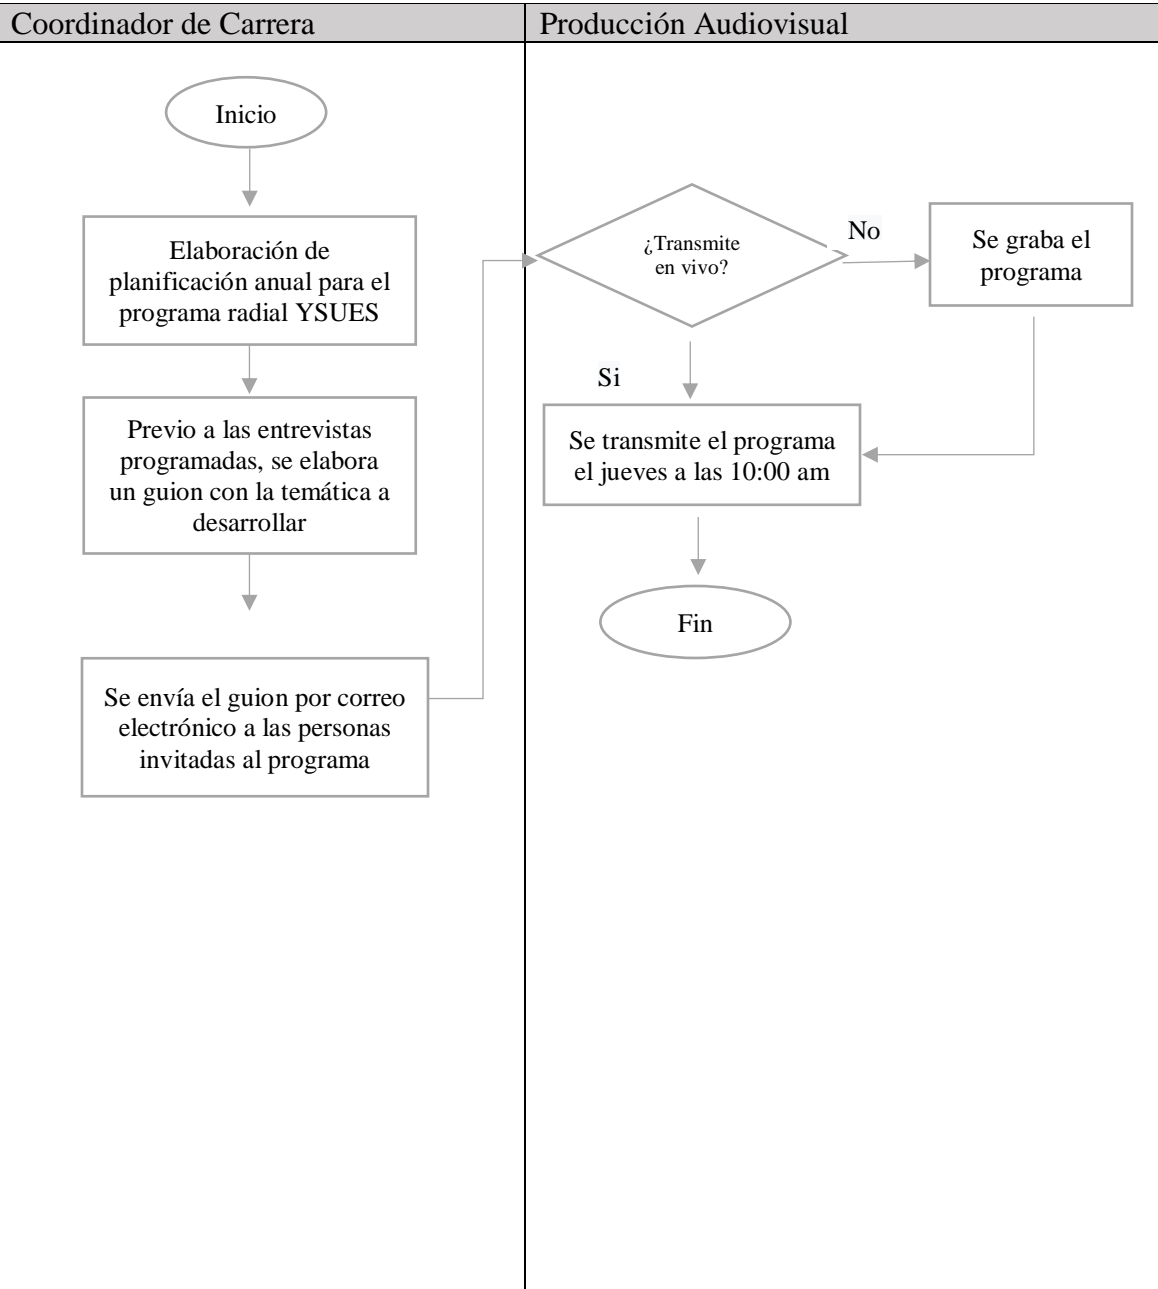 Coordinador de Carrera
Producción Audiovisual
Inicio
Elaboración de
planificación anual para el
programa radial YSUES
Previo a las entrevistas
programadas, se elabora
un guion con la temática a
desarrollar
Se envía el guion por correo
electrónico a las personas
invitadas al programa
¿Transmite
en vivo?
No
Se graba el
programa
Si
Se transmite el programa
el jueves a las 10:00 am
Fin